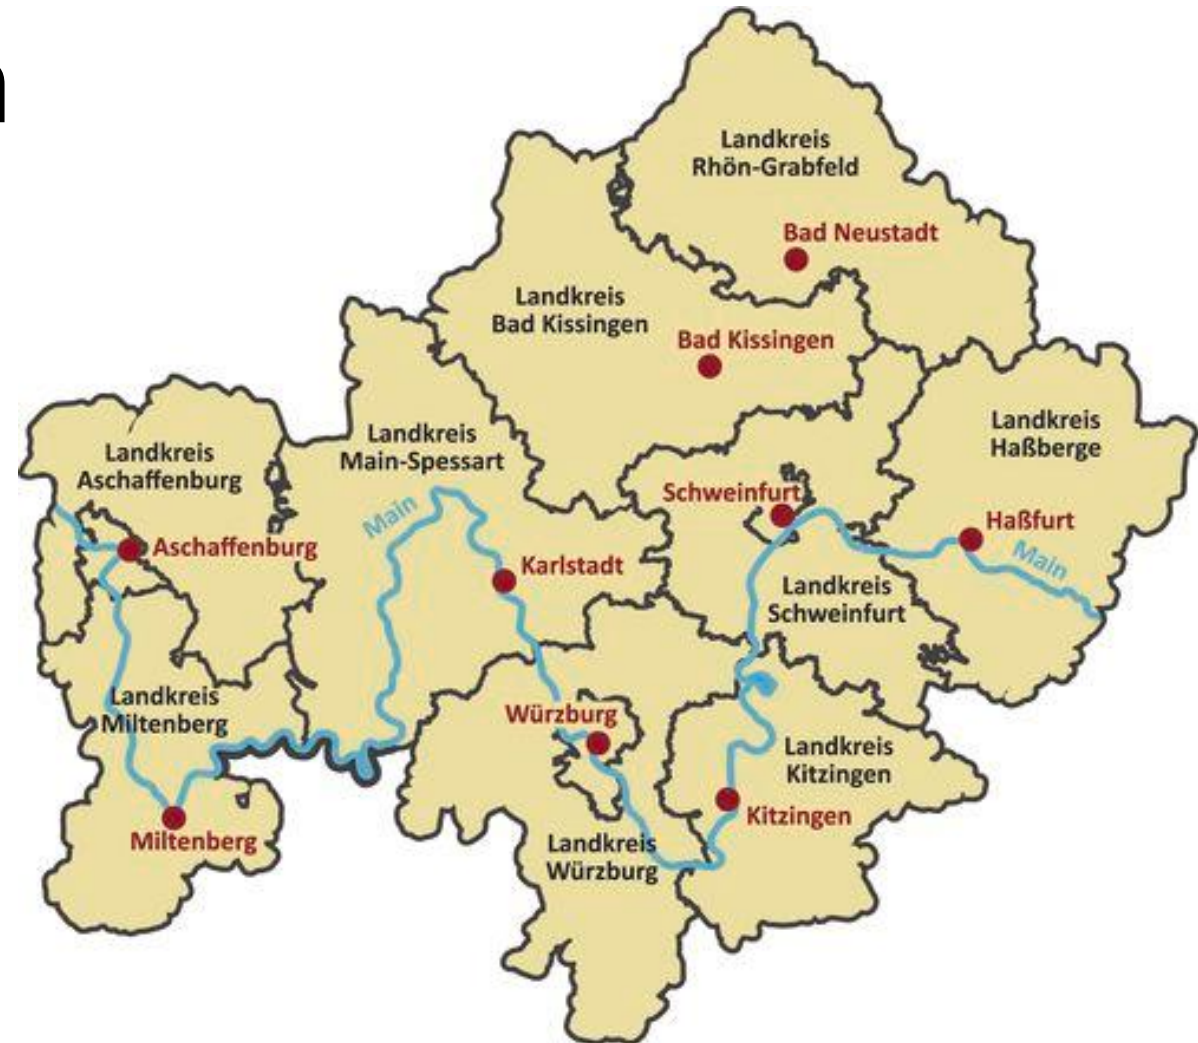 n
Landkreis
Rhön-Grabfeld
Bad Neustadt
Landkreis
Bad Kissingen
Bad Kissingen
Landkreis
Haßberge
Landkreis
Main-Spessart
Landkreis
Aschaffenburg
Schweinfurt
Main
Haßfurt
Main
Aschaffenburg
Karlstadt
Landkreis
Schweinfurt
Landkreis
Miltenberg
Würzburg
Landkreis
Kitzingen
Kitzingen
Miltenberg
Landkreis
Würzburg